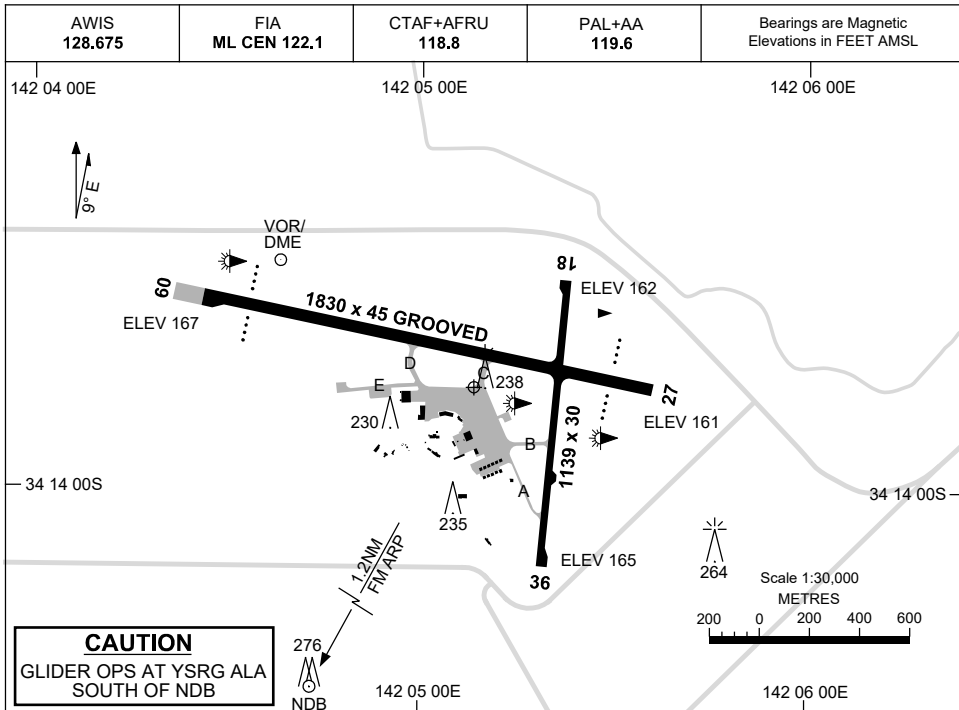 AWIS
128.675
FIA
ML CEN 122.1
CTAF+AFRU
118.8
PAL+AA
119.6
Bearings are Magnetic
Elevations in FEET AMSL
142 04 00E
142 05 00E
142 06 00E
9° E
VOR/
DME
09
ELEV 167
1830 x 45 GROOVED
18
ELEV 162
D
C
238
E
230
27
ELEV 161
B
1139 x 30
A
34 14 00S
34 14 00S
235
36
ELEV 165
264
1.2NM
FM ARP
N
Scale 1:30,000
METRES
200 0 200 400 600
CAUTION
GLIDER OPS AT YSRG ALA
SOUTH OF NDB
276
NDB
142 05 00E
142 06 00E